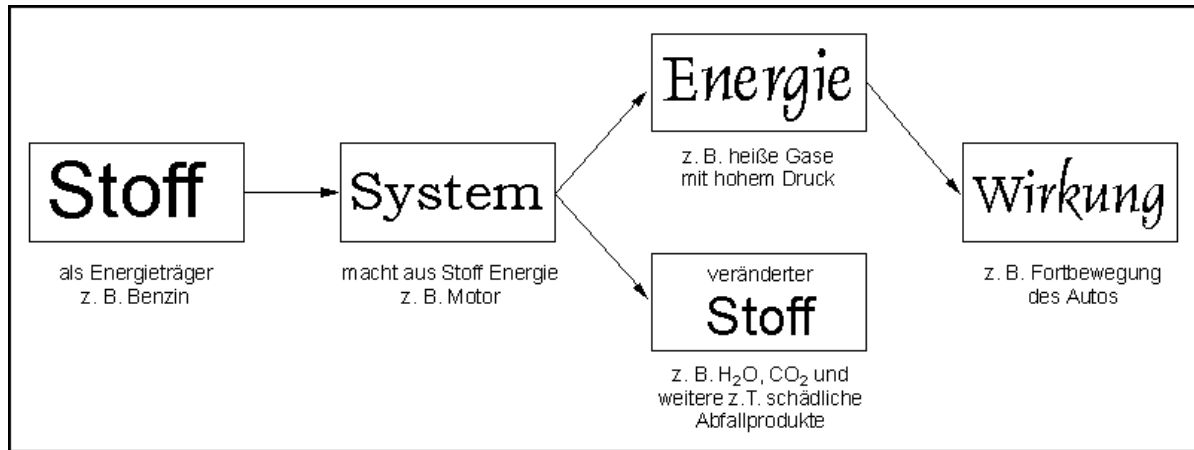 Stoff
als Energieträger
z. B. Benzin
System
macht aus Stoff Energie
z. B. Motor
Energie
z. B. heiße Gase
mit hohem Druck
veränderter
Stoff
z. B. H₂O, CO₂ und
weitere z.T. schädliche
Abfallprodukte
Wirkung
z. B. Fortbewegung
des Autos